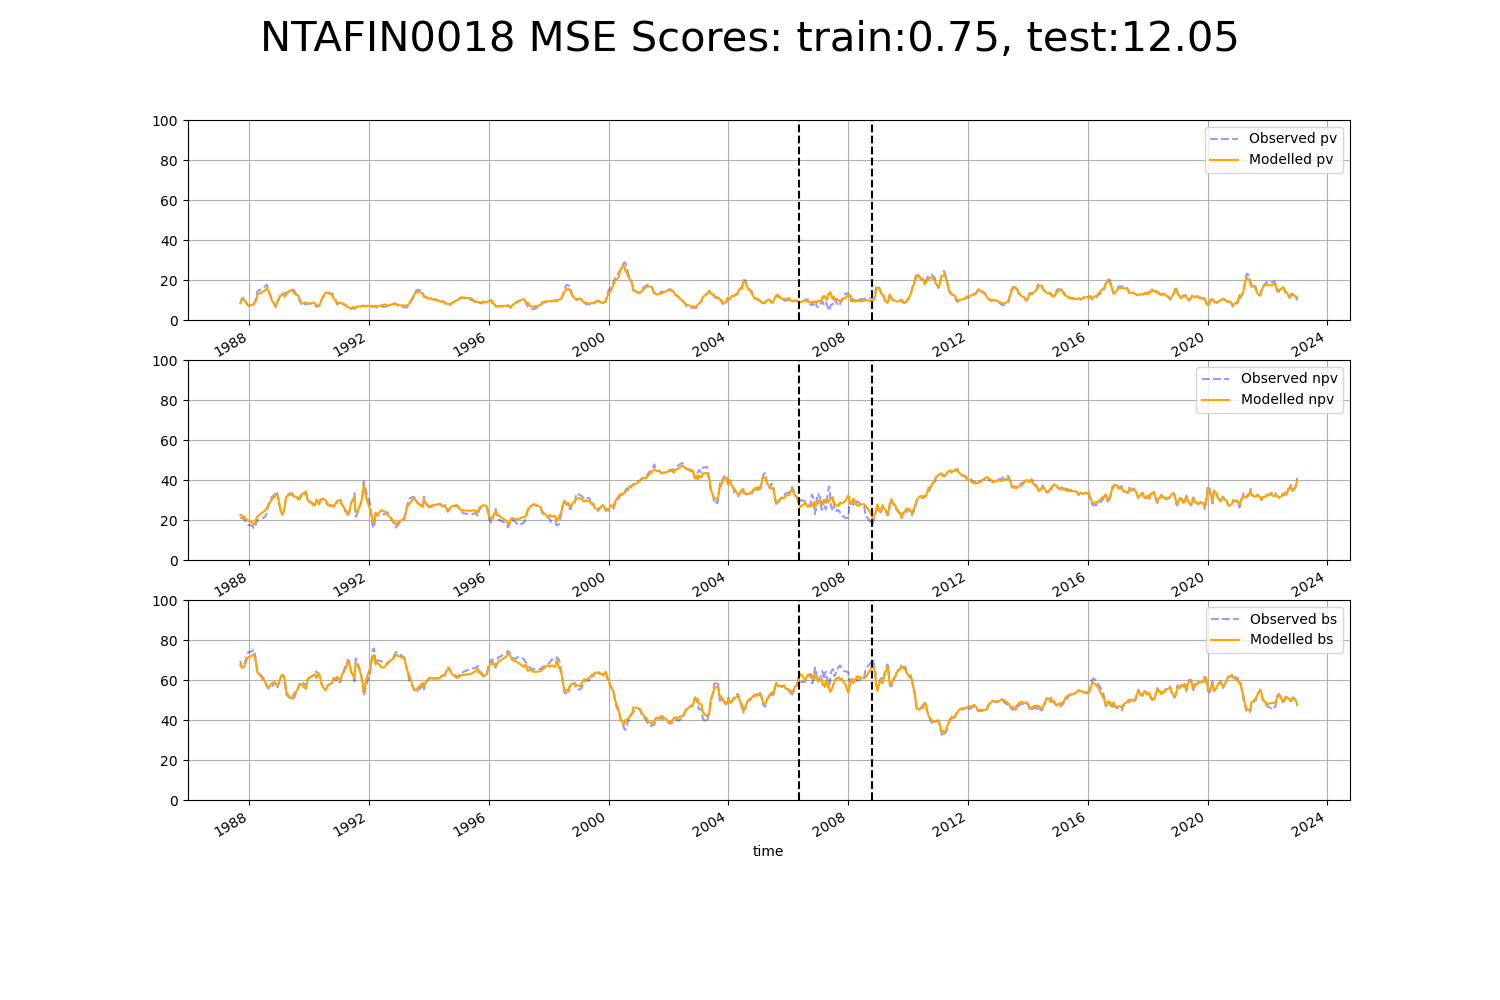 NTAFIN0018 MSE Scores: train:0.75, test:12.05
100
80
60
40
20
0
Observed pv
Modelled pv
1988 1992 1996 2000 2004 2008 2012 2016 2020 2024
100
80
60
40
20
0
Observed npv
Modelled npv
1988 1992 1996 2000 2004 2008 2012 2016 2020 2024
100
80
60
40
20
0
Observed bs
Modelled bs
1988 1992 1996 2000 2004 2008 2012 2016 2020 2024
time